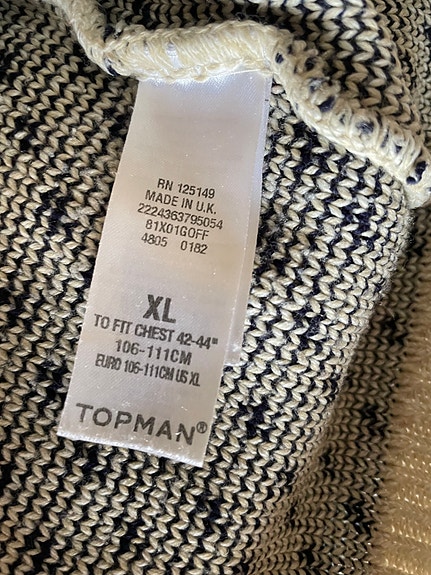 RN 125149
MADE IN U.K.
2224363795054
81X01GOFF
4805 0182
XL
TO FIT CHEST 42-44"
106-111CM
EURO 106-111CM US XL
TOPMAN®